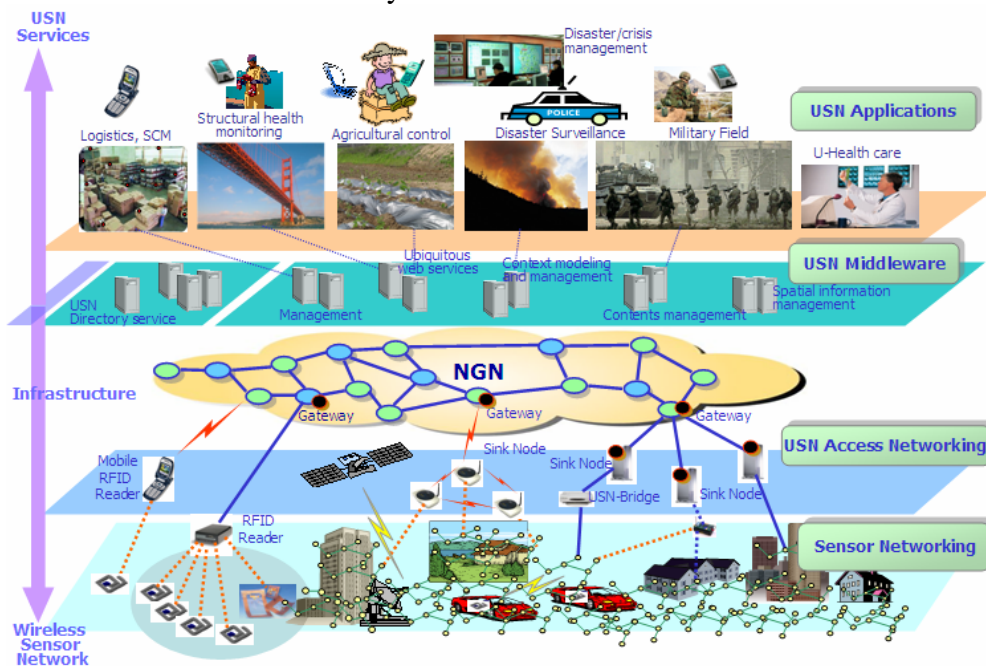 USN
Services
Disaster/crisis
management
Structural health
monitoring
Logistics, SCM
Agricultural control
POLICE
Disaster Surveillance
Military Field
USN Applications
U-Health care
USN Middleware
Ubiquitous
web services
Context modeling
and management
Spatial information
management
USN
Directory service
Management
Contents management
Infrastructure
NGN
Gateway
Gateway
Gateway
USN Access Networking
Mobile
RFID
Reader
Sink Node
Sink Node
USN-Bridge
Sink Node
RFID
Reader
Sensor Networking
Wireless
Sensor
Network